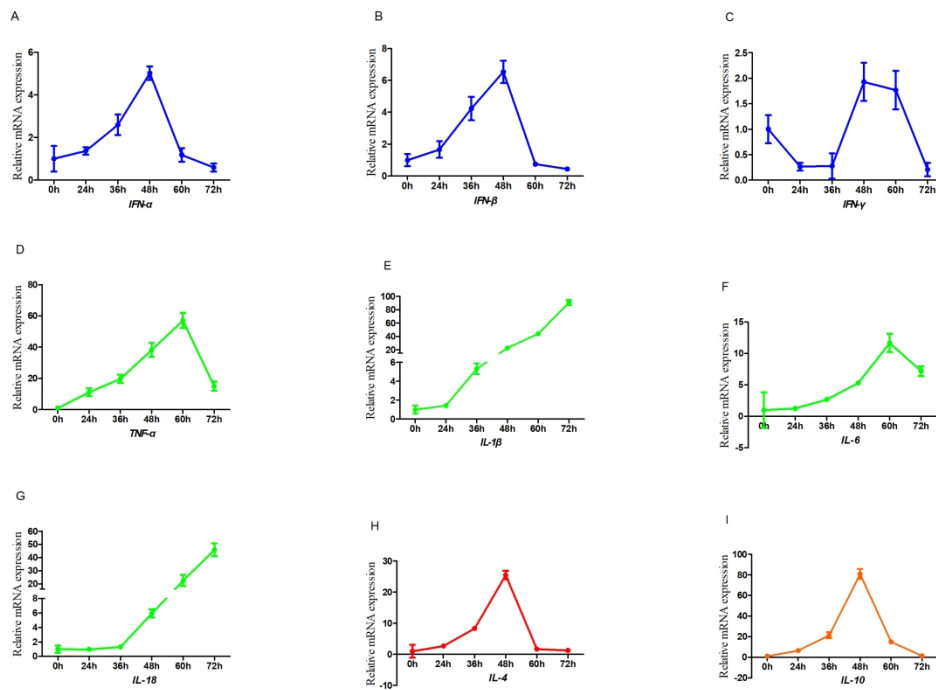 A
Relative mRNA expression
6
4
2
0
0h 24h 36h 48h 60h 72h
IFN-α
B
Relative mRNA expression
8
6
4
2
0
0h 24h 36h 48h 60h 72h
IFN-β
C
Relative mRNA expression
2.5
2.0
1.5
1.0
0.5
0.0
0h 24h 36h 48h 60h 72h
IFN-γ
D
Relative mRNA expression
80
60
40
20
0
0h 24h 36h 48h 60h 72h
TNF-α
E
Relative mRNA expression
100
80
60
40
20
6
4
2
0
0h 24h 36h 48h 60h 72h
IL-1β
F
Relative mRNA expression
15
10
5
0
-5
0h 24h 36h 48h 60h 72h
IL-6
G
Relative mRNA expression
60
50
40
30
20
10
8
6
4
2
0
0h 24h 36h 48h 60h 72h
IL-18
H
Relative mRNA expression
30
20
10
0
-10
0h 24h 36h 48h 60h 72h
IL-4
I
Relative mRNA expression
100
80
60
40
20
0
-20
0h 24h 36h 48h 60h 72h
IL-10